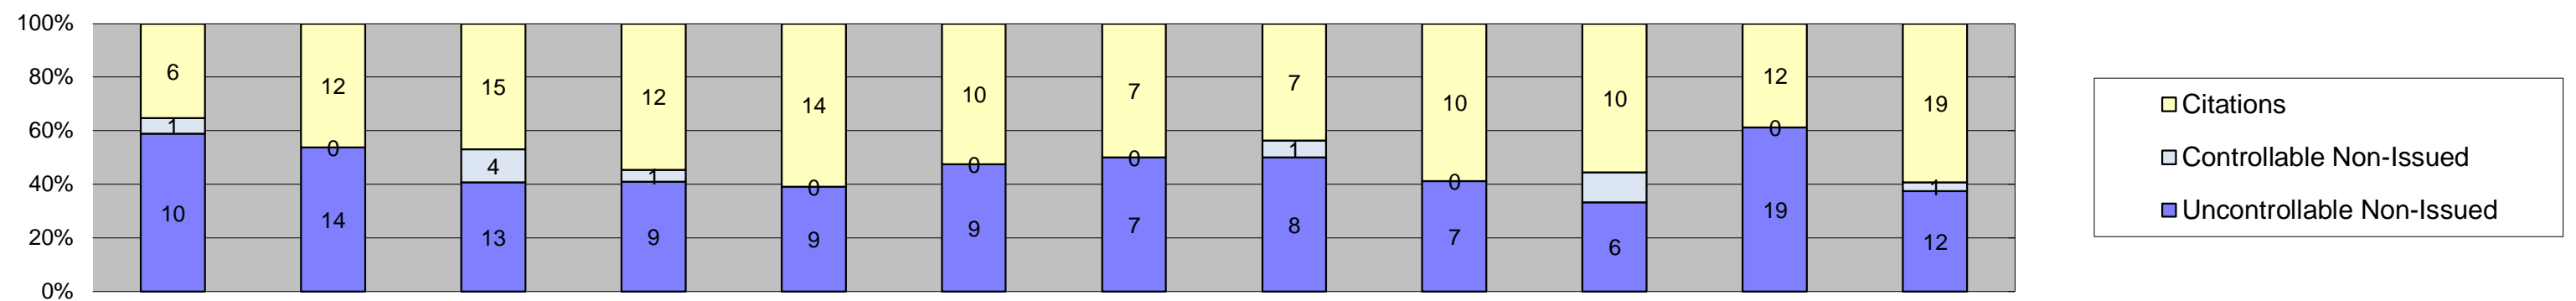 100%
80%
60%
40%
20%
0%
6 12 15 12 14 10 7 7 10 10 12 19
1 0 4 1 0 0 0 1 0 0 1
10 14 13 9 9 9 7 8 7 6 19 12
Citations
Controllable Non-Issued
Uncontrollable Non-Issued